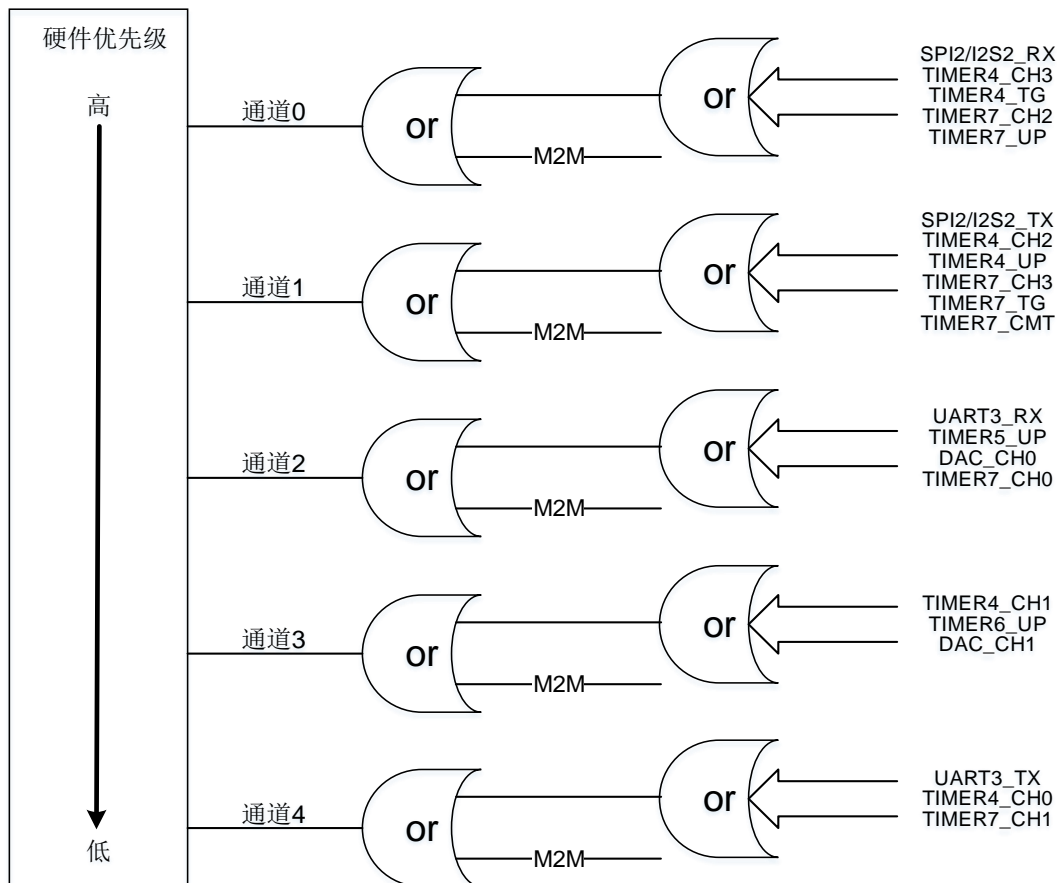 硬件优先级
高
低
通道0
or
M2M
or
SPI2/I2S2_RX
TIMER4_CH3
TIMER4_TG
TIMER7_CH2
TIMER7_UP
通道1
or
M2M
or
SPI2/I2S2_TX
TIMER4_CH2
TIMER4_UP
TIMER7_CH3
TIMER7_TG
TIMER7_CMT
通道2
or
M2M
or
UART3_RX
TIMER5_UP
DAC_CH0
TIMER7_CH0
通道3
or
M2M
or
TIMER4_CH1
TIMER6_UP
DAC_CH1
通道4
or
M2M
or
UART3_TX
TIMER4_CH0
TIMER7_CH1